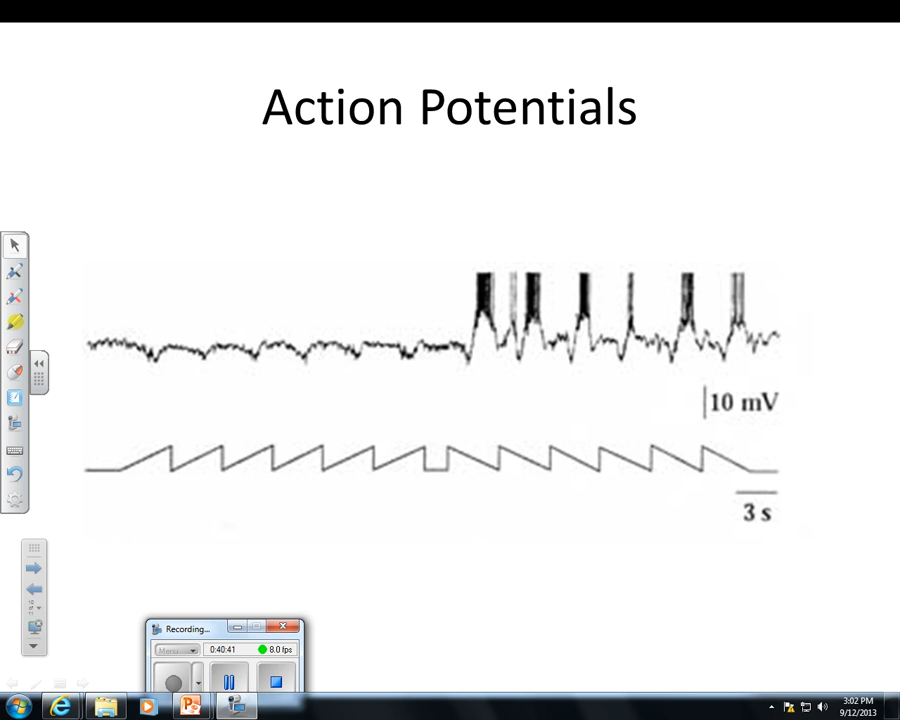 Action Potentials
10 mV
3 s
Recording...
Menu
0:40:41
8.0 fps
3:02 PM
9/12/2013